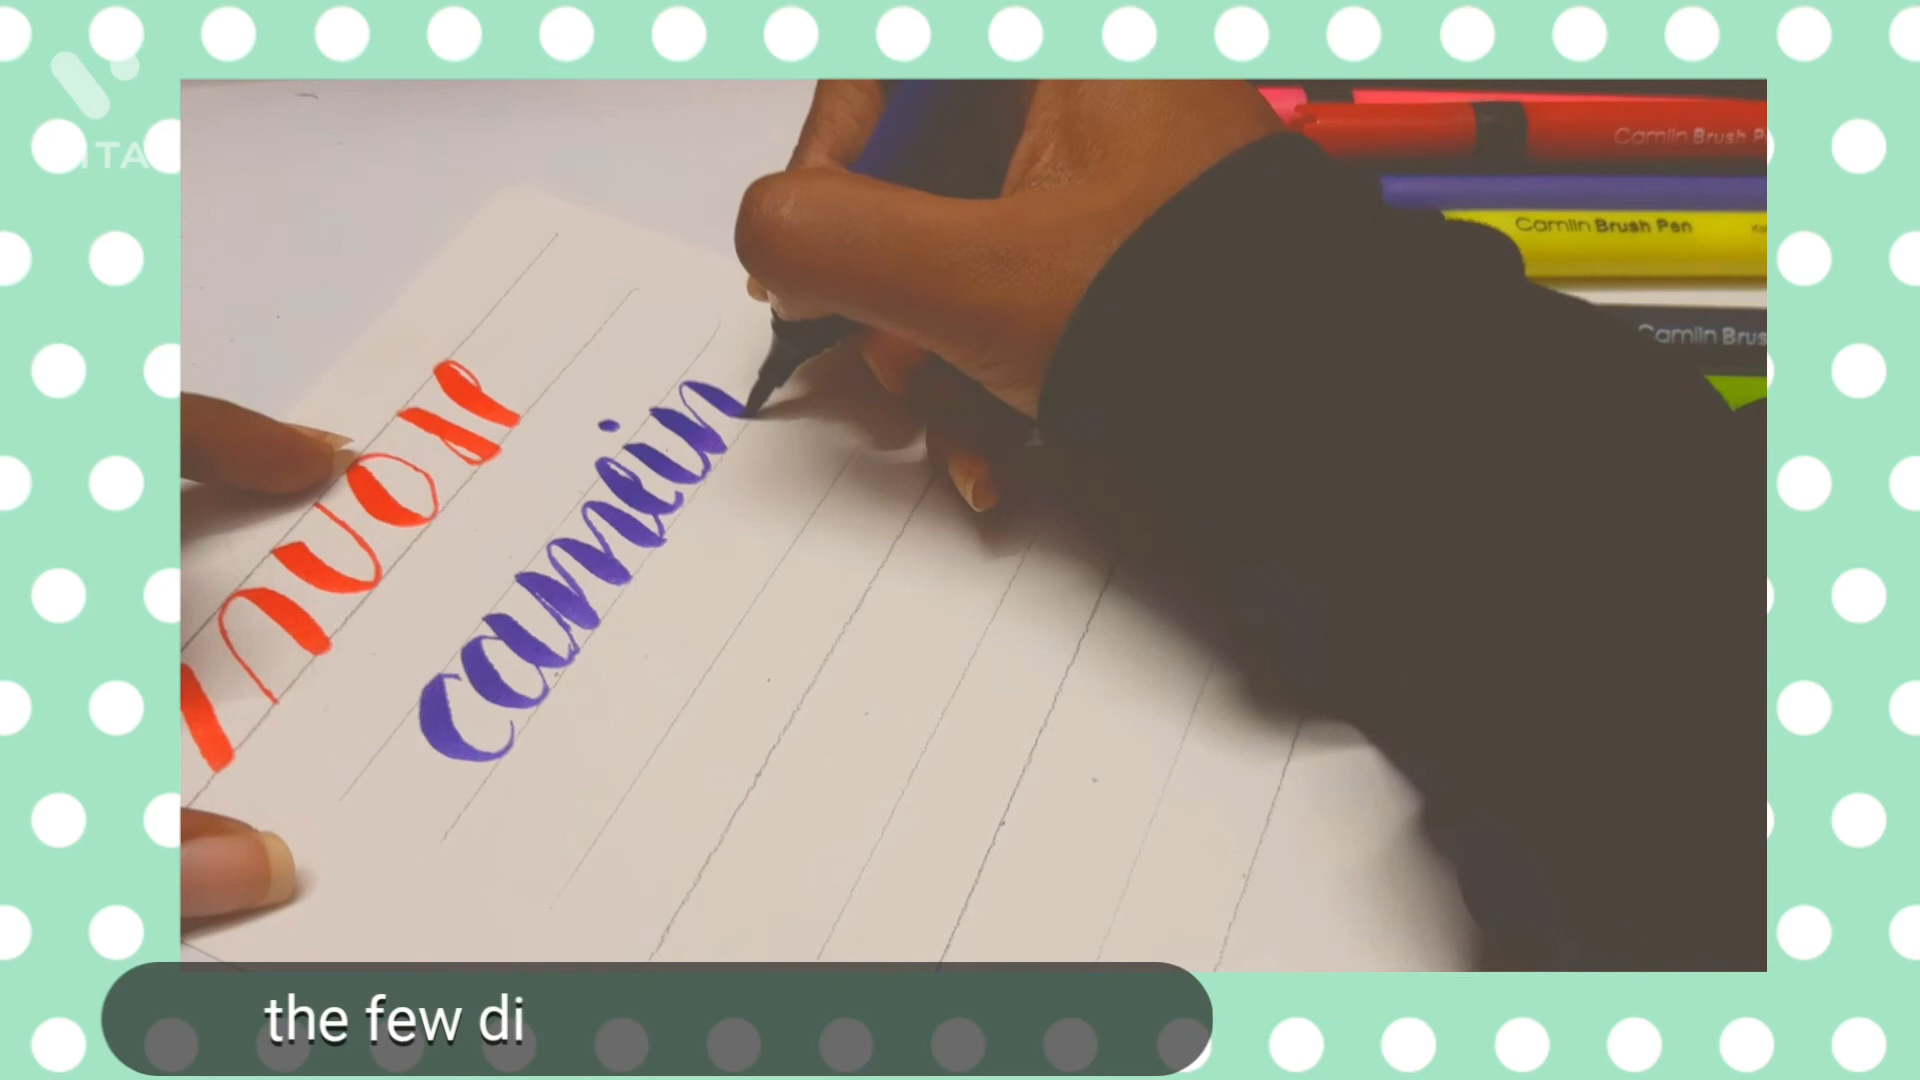 Camlin Brush P
Camlin Brush Pen
Camlin Brus
camlin
the few di